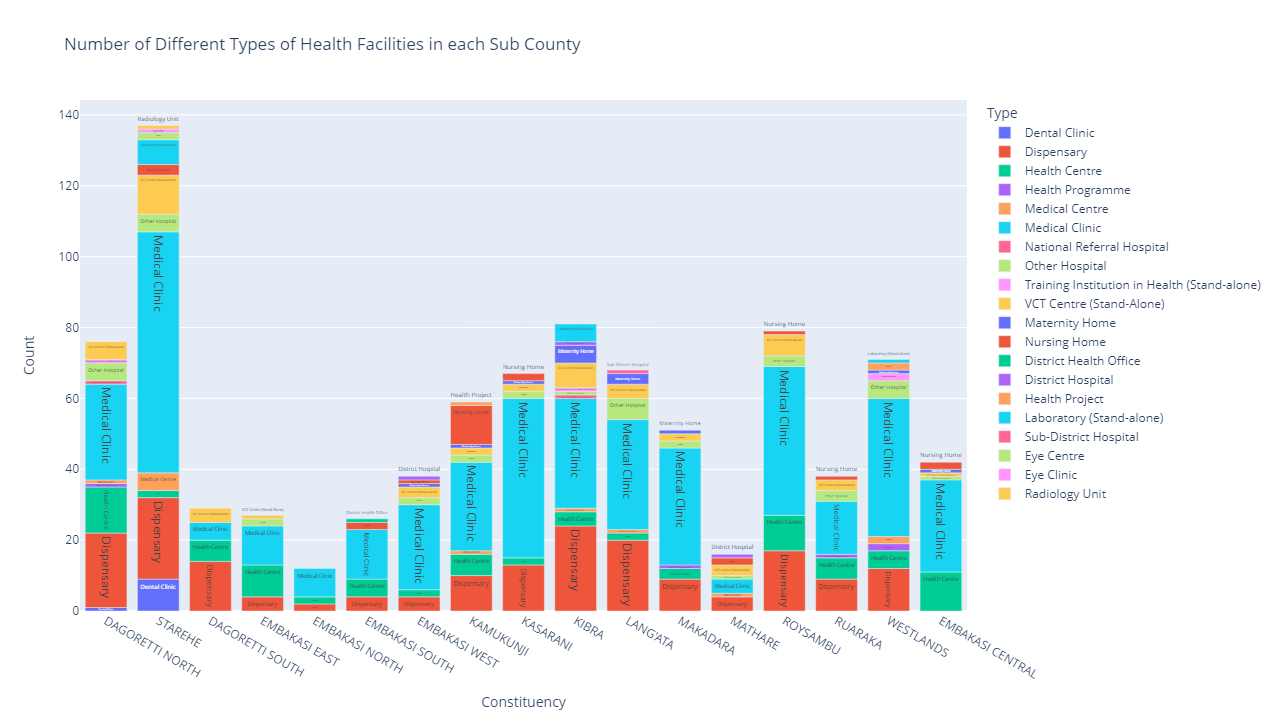 Number of Different Types of Health Facilities in each Sub County
Count
140
120
100
80
60
40
20
0
Dispensary
Health Centre
Medical Clinic
Other Hospital
Radiology Unit
Dental Clinic
Dispensary
Medical Centre
Medical Clinic
Other Hospital
Dispensary
Health Centre
Medical Clinic
Dispensary
Health Centre
Medical Clinic
Medical Clinic
District Health Office
Dispensary
Health Centre
Medical Clinic
District Hospital
Dispensary
Medical Clinic
Health Project
Dispensary
Health Centre
Medical Clinic
Nursing Home
Nursing Home
Dispensary
Medical Clinic
Dispensary
Health Centre
Medical Clinic
Maternity Home
Sub-District Hospital
Dispensary
Medical Clinic
Other Hospital
Maternity Home
Maternity Home
Dispensary
Medical Clinic
District Hospital
Dispensary
Medical Clinic
Nursing Home
Dispensary
Health Centre
Medical Clinic
Other Hospital
Nursing Home
Dispensary
Health Centre
Medical Clinic
Other Hospital
Laboratory (Stand-alone)
Dispensary
Health Centre
Medical Clinic
Other Hospital
Nursing Home
Health Centre
Medical Clinic
DAGORETTI NORTH
STAREHE
DAGORETTI SOUTH
EMBAKASI EAST
EMBAKASI NORTH
EMBAKASI SOUTH
EMBAKASI WEST
KAMUKUNJI
KASARANI
KIBRA
LANG'ATA
MAKADARA
MATHARE
ROYSAMBU
RUARAKA
WESTLANDS
EMBAKASI CENTRAL
Constituency
Type
Dental Clinic
Dispensary
Health Centre
Health Programme
Medical Centre
Medical Clinic
National Referral Hospital
Other Hospital
Training Institution in Health (Stand-alone)
VCT Centre (Stand-Alone)
Maternity Home
Nursing Home
District Health Office
District Hospital
Health Project
Laboratory (Stand-alone)
Sub-District Hospital
Eye Centre
Eye Clinic
Radiology Unit